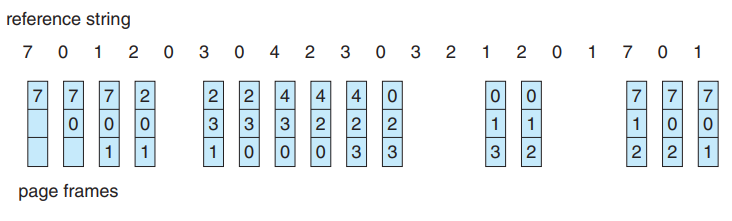 reference string
7 0 1 2 0 3 0 4 2 3 0 3 2 1 2 0 1 7 0 1
7 7 7 2 2 2 4 4 4 0 0 0 7 7 7
0 0 0 3 3 3 2 2 2 1 1 1 0 0
1 1 1 0 0 0 3 3 3 2 2 2 1
page frames